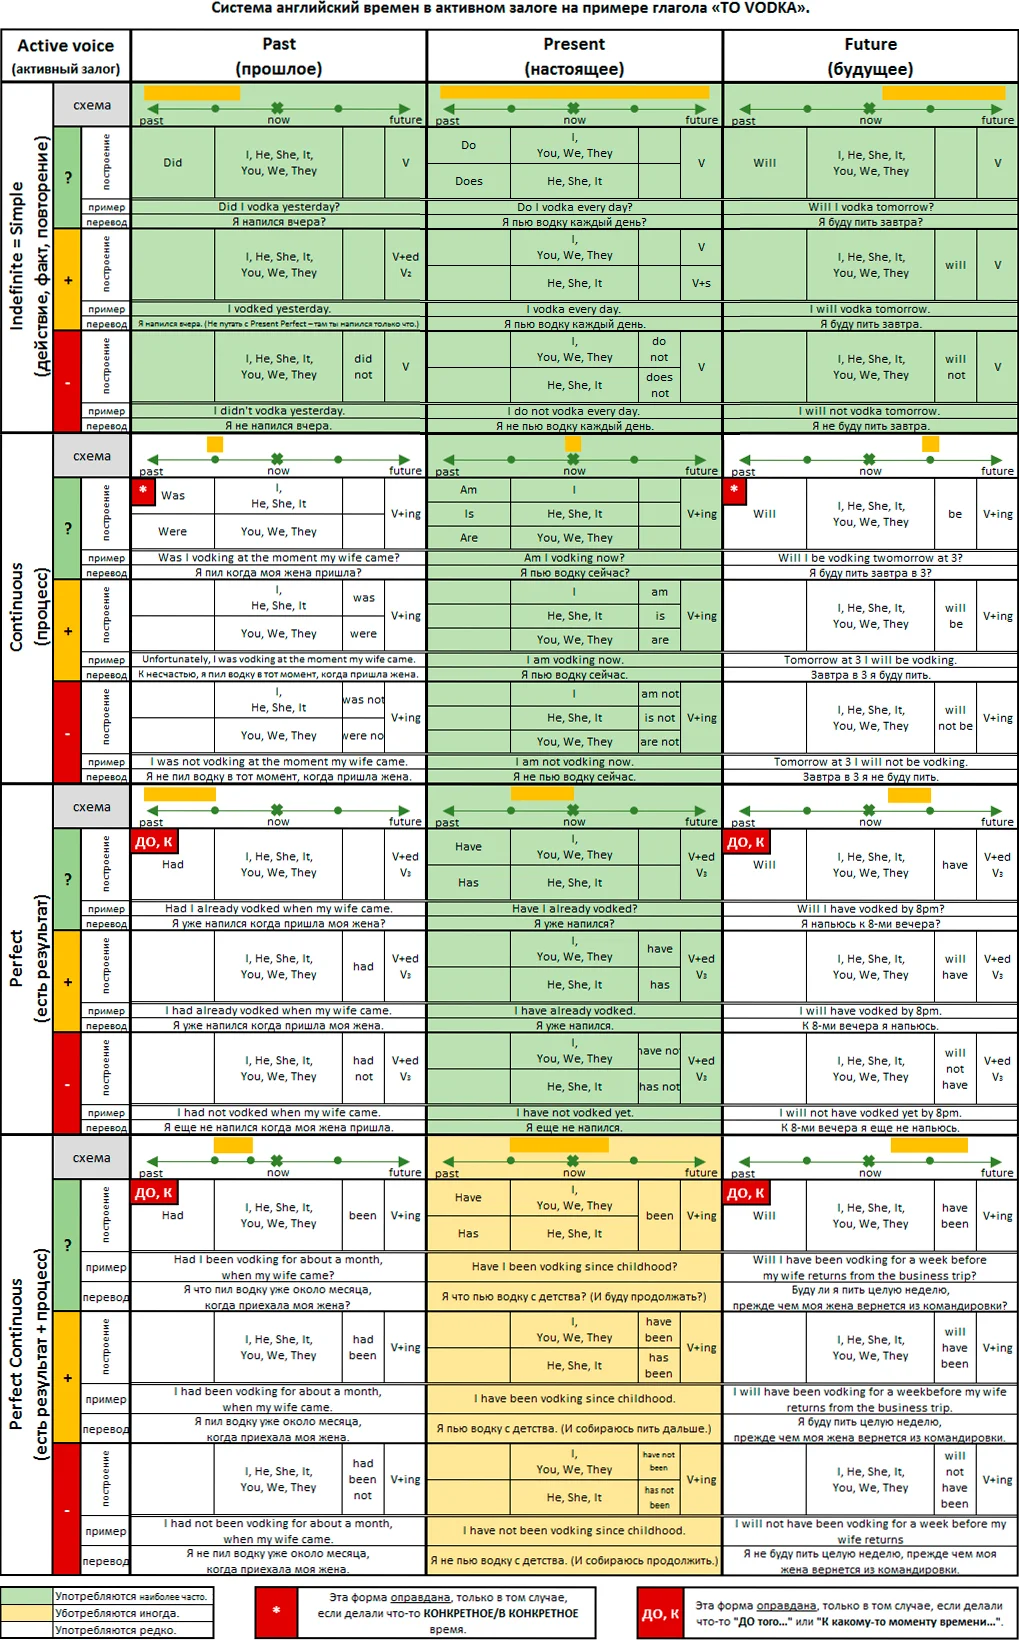 Система английский времен в активном залоге на примере глагола «TO VODKA».
Active voice
(активный залог)
Past
(прошлое)
Present
(настоящее)
Future
(будущее)
Indefinite = Simple
(действие, факт, повторение)
схема
past now future
past now future
past now future
?
построение
Did
I, He, She, It,
You, We, They
V
Do
I,
You, We, They
Does
He, She, It
V
Will
I, He, She, It,
You, We, They
V
пример
Did I vodka yesterday?
Do I vodka every day?
Will I vodka tomorrow?
перевод
Я напился вчера?
Я пью водку каждый день?
Я буду пить завтра?
+
построение
I, He, She, It,
You, We, They
V+ed
V₂
I,
You, We, They
V
He, She, It
V+s
I, He, She, It,
You, We, They
will
V
пример
I vodked yesterday.
I vodka every day.
I will vodka tomorrow.
перевод
Я напился вчера. (Не путать с Present Perfect – там ты напился только что.)
Я пью водку каждый день.
Я буду пить завтра.
-
построение
I, He, She, It,
You, We, They
did
not
V
I,
You, We, They
do
not
He, She, It
does
not
V
I, He, She, It,
You, We, They
will
not
V
пример
I didn't vodka yesterday.
I do not vodka every day.
I will not vodka tomorrow.
перевод
Я не напился вчера.
Я не пью водку каждый день.
Я не буду пить завтра.
Continuous
(процесс)
схема
past now future
past now future
past now future
?
построение
*
Was
I,
He, She, It
Were
You, We, They
V+ing
Am
I
Is
He, She, It
Are
You, We, They
V+ing
*
Will
I, He, She, It,
You, We, They
be
V+ing
пример
Was I vodking at the moment my wife came?
Am I vodking now?
Will I be vodking twomorrow at 3?
перевод
Я пил когда моя жена пришла?
Я пью водку сейчас?
Я буду пить завтра в 3?
+
построение
I,
He, She, It
was
You, We, They
were
V+ing
I
am
He, She, It
is
You, We, They
are
V+ing
I, He, She, It,
You, We, They
will
be
V+ing
пример
Unfortunately, I was vodking at the moment my wife came.
I am vodking now.
Tomorrow at 3 I will be vodking.
перевод
К несчастью, я пил водку в тот момент, когда пришла жена.
Я пью водку сейчас.
Завтра в 3 я буду пить.
-
построение
I,
He, She, It
was not
You, We, They
were no
V+ing
I
am not
He, She, It
is not
You, We, They
are not
V+ing
I, He, She, It,
You, We, They
will
not be
V+ing
пример
I was not vodking at the moment my wife came.
I am not vodking now.
Tomorrow at 3 I will not be vodking.
перевод
Я не пил водку в тот момент, когда пришла жена.
Я не пью водку сейчас.
Завтра в 3 я не буду пить.
Perfect
(есть результат)
схема
past now future
past now future
past now future
?
построение
ДО, К
Had
I, He, She, It,
You, We, They
V+ed
V₃
Have
I,
You, We, They
Has
He, She, It
V+ed
V₃
ДО, К
Will
I, He, She, It,
You, We, They
have
V+ed
V₃
пример
Had I already vodked when my wife came.
Have I already vodked?
Will I have vodked by 8pm?
перевод
Я уже напился когда пришла моя жена?
Я уже напился?
Я напьюсь к 8-ми вечера?
+
построение
I, He, She, It,
You, We, They
had
V+ed
V₃
I,
You, We, They
have
He, She, It
has
V+ed
V₃
I, He, She, It,
You, We, They
will
have
V+ed
V₃
пример
I had already vodked when my wife came.
I have already vodked.
I will have vodked by 8pm.
перевод
Я уже напился когда пришла моя жена.
Я уже напился.
К 8-ми вечера я напьюсь.
-
построение
I, He, She, It,
You, We, They
had
not
V+ed
V₃
I,
You, We, They
have not
He, She, It
has not
V+ed
V₃
I, He, She, It,
You, We, They
will
not
have
V+ed
V₃
пример
I had not vodked when my wife came.
I have not vodked yet.
I will not have vodked yet by 8pm.
перевод
Я еще не напился когда моя жена пришла.
Я еще не напился.
К 8-ми вечера я еще не напьюсь.
Perfect Continuous
(есть результат + процесс)
схема
past now future
past now future
past now future
?
построение
ДО, К
Had
I, He, She, It,
You, We, They
been
V+ing
Have
I,
You, We, They
Has
He, She, It
been
V+ing
ДО, К
Will
I, He, She, It,
You, We, They
have
been
V+ing
пример
Had I been vodking for about a month,
when my wife came?
Have I been vodking since childhood?
Will I have been vodking for a week before
my wife returns from the business trip?
перевод
Я что пил водку уже около месяца,
когда приехала моя жена?
Я что пью водку с детства? (И буду продолжать?)
Буду ли я пить целую неделю,
прежде чем моя жена вернется из командировки?
+
построение
I, He, She, It,
You, We, They
had
been
V+ing
I,
You, We, They
have
been
He, She, It
has
been
V+ing
I, He, She, It,
You, We, They
will
have
been
V+ing
пример
I had been vodking for about a month,
when my wife came.
I have been vodking since childhood.
I will have been vodking for a weekbefore my wife
returns from the business trip.
перевод
Я пил водку уже около месяца,
когда приехала моя жена.
Я пью водку с детства. (И собираюсь пить дальше.)
Я буду пить целую неделю,
прежде чем моя жена вернется из командировки.
-
построение
I, He, She, It,
You, We, They
had
been
not
V+ing
I,
You, We, They
have not
been
He, She, It
has not
been
V+ing
I, He, She, It,
You, We, They
will
not
have
been
V+ing
пример
I had not been vodking for about a month,
when my wife came.
I have not been vodking since childhood.
I will not have been vodking for a week before my
wife returns
перевод
Я не пил водку уже около месяца,
когда приехала моя жена.
Я не пью водку с детства. (И собираюсь продолжить.)
Я не буду пить целую неделю, прежде чем моя
жена вернется из командировки.
Употребляются наиболее часто.
Уботребляются иногда.
Употребляются редко.
*
Эта форма оправдана, только в том случае,
если делали что-то КОНКРЕТНОЕ/В КОНКРЕТНОЕ
время.
ДО, К
Эта форма оправдана, только в том случае, если делали
что-то "ДО того..." или "К какому-то моменту времени...".